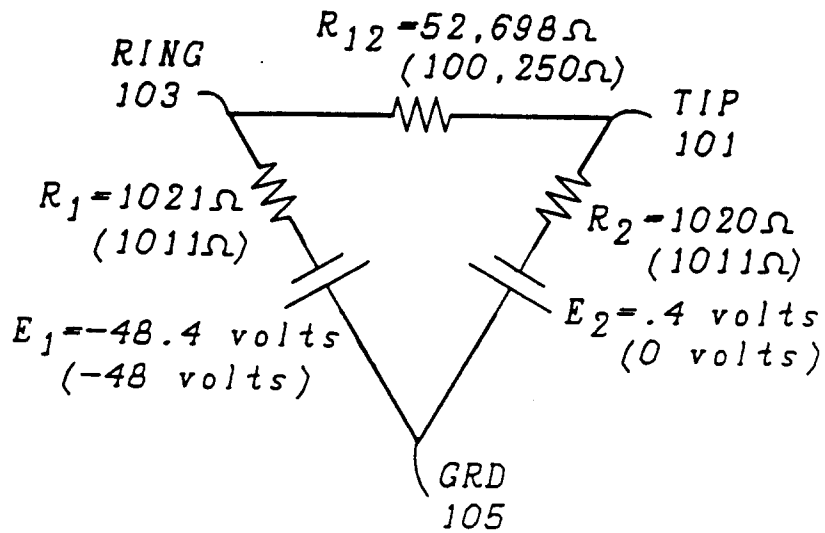 R12=52,698Ω
(100,250Ω)
RING
103
TIP
101
R1=1021Ω
(1011Ω)
R2=1020Ω
(1011Ω)
E1=-48.4 volts
(-48 volts)
E2=.4 volts
(0 volts)
GRD
105